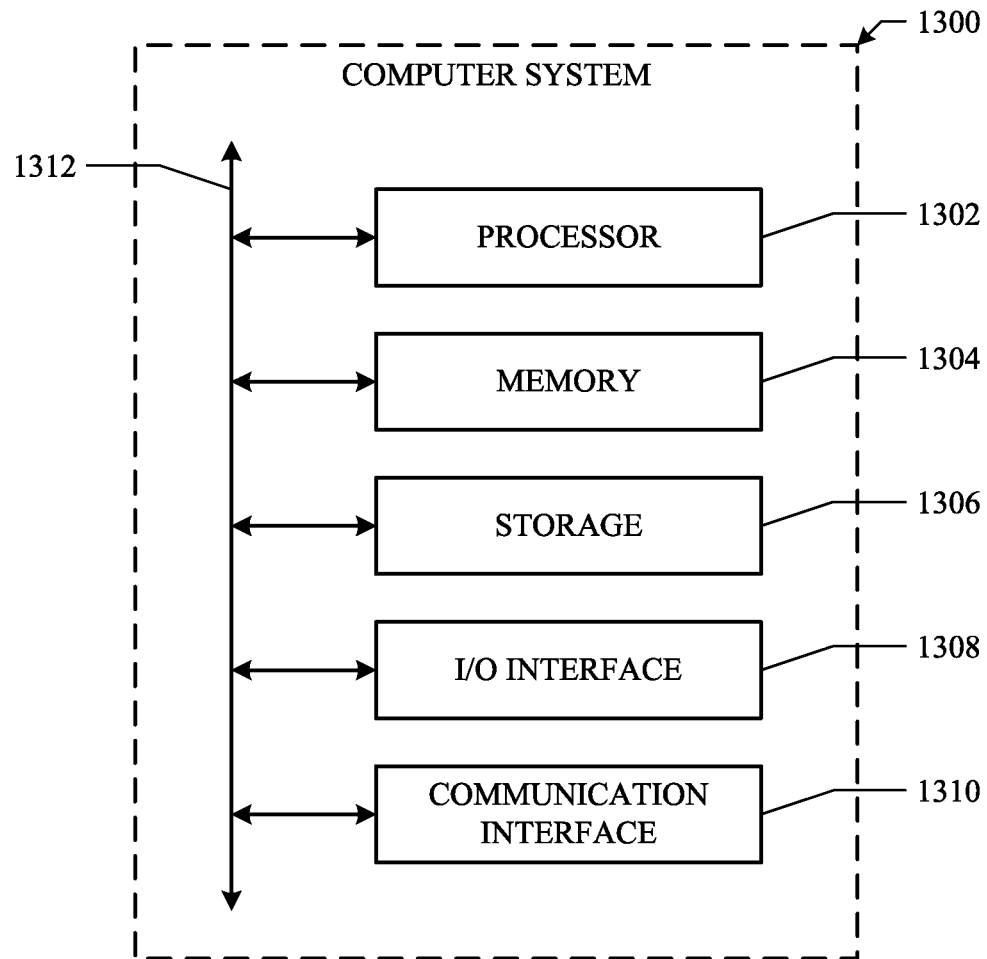 1300
COMPUTER SYSTEM
1312
PROCESSOR
1302
MEMORY
1304
STORAGE
1306
I/O INTERFACE
1308
COMMUNICATION
INTERFACE
1310